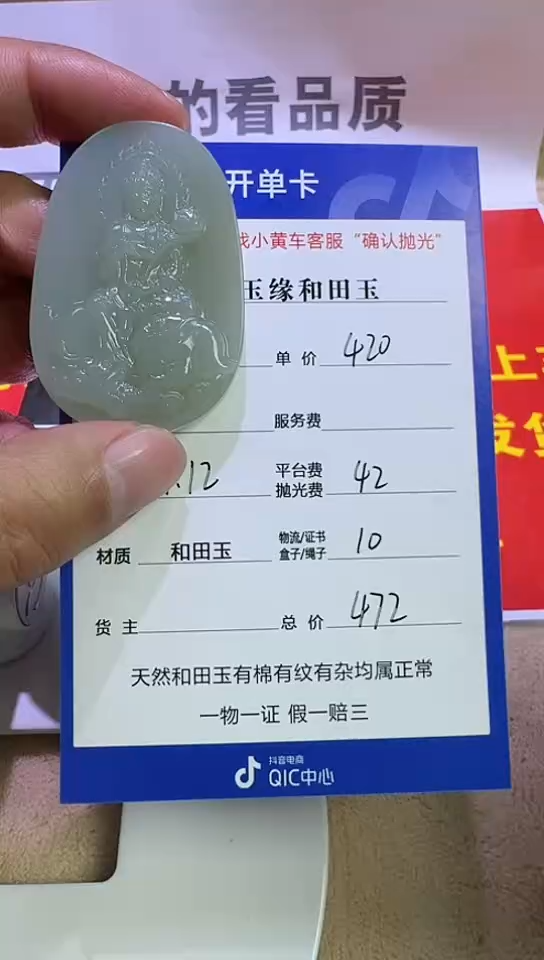 的看品质
开单卡
找小黄车客服“确认抛光”
玉缘和田玉
单价 420
服务费
12 平台费 抛光费 42
材质 和田玉 物流/证书 盒子/绳子 10
货主 总价 472
天然和田玉有棉有纹有杂均属正常
一物一证 假一赔三
抖音电商
QIC中心
上
发货